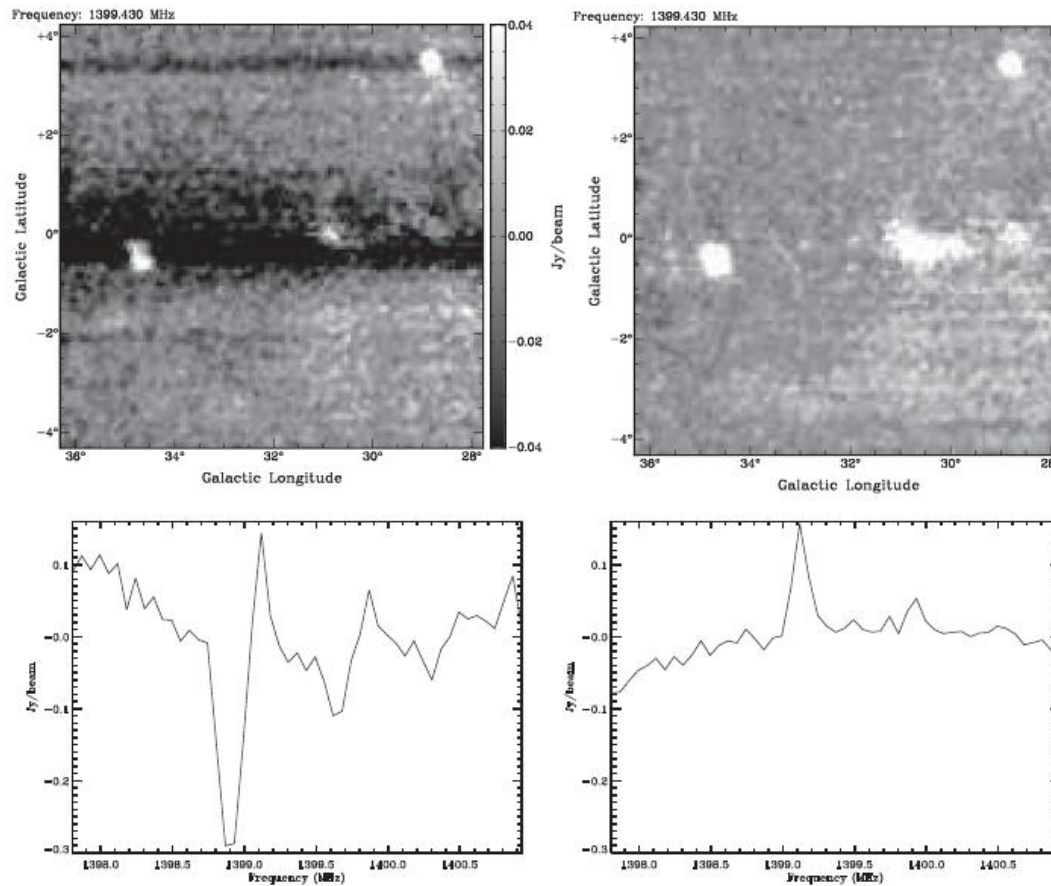 Frequency: 1399.430 MHz
+4°
+2°
0°
−2°
−4°
Galactic Latitude
36° 34° 32° 30° 28°
Galactic Longitude
0.04
0.02
0.00
−0.02
−0.04
Jy/beam
Frequency: 1399.430 MHz
+4°
+2°
0°
−2°
−4°
Galactic Latitude
36° 34° 32° 30° 28°
Galactic Longitude
0.1
−0.0
−0.1
−0.2
−0.3
Jy/beam
1398.0 1398.5 1399.0 1399.5 1400.0 1400.5
Frequency (MHz)
0.1
−0.0
−0.1
−0.2
−0.3
Jy/beam
1398.0 1398.5 1399.0 1399.5 1400.0 1400.5
Frequency (MHz)